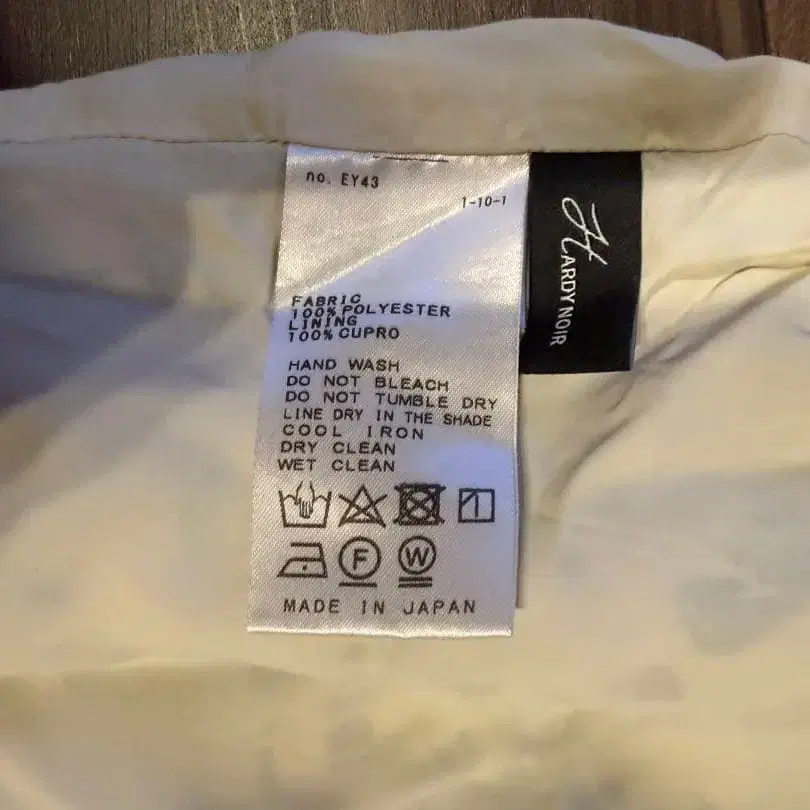 no. EY43
1-10-1
FABRIC
100% POLYESTER
LINING
100% CUPRO
HAND WASH
DO NOT BLEACH
DO NOT TUMBLE DRY
LINE DRY IN THE SHADE
COOL IRON
DRY CLEAN
WET CLEAN
F W
MADE IN JAPAN
HARDY NOIR